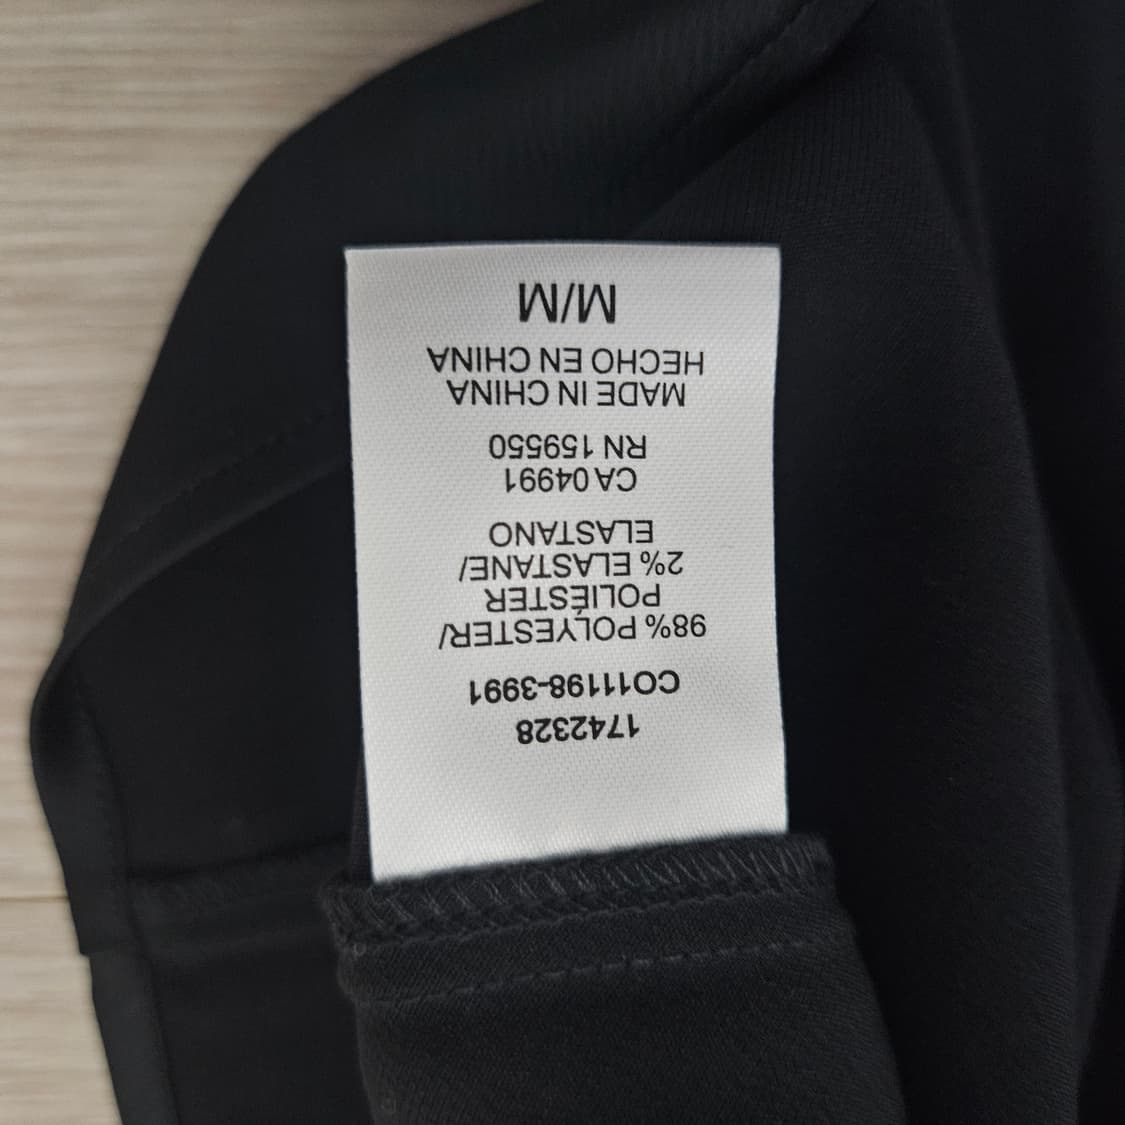 1742328
CO11198-3991
98% POLYESTER/
POLIÉSTER
2% ELASTANE/
ELASTANO
CA 04991
RN 159550
MADE IN CHINA
HECHO EN CHINA
M/M